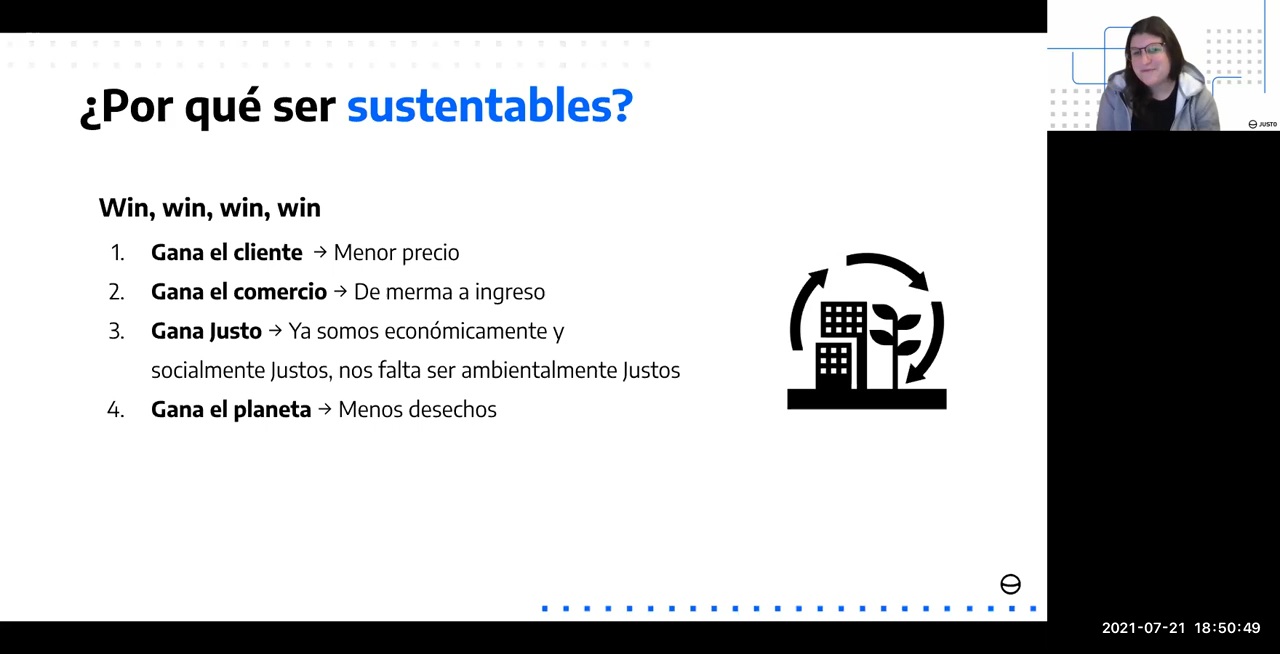 ¿Por qué ser sustentables?
Win, win, win, win
1. Gana el cliente → Menor precio
2. Gana el comercio → De merma a ingreso
3. Gana Justo → Ya somos económicamente y
socialmente Justos, nos falta ser ambientalmente Justos
4. Gana el planeta → Menos desechos
JUSTO
2021-07-21 18:50:49